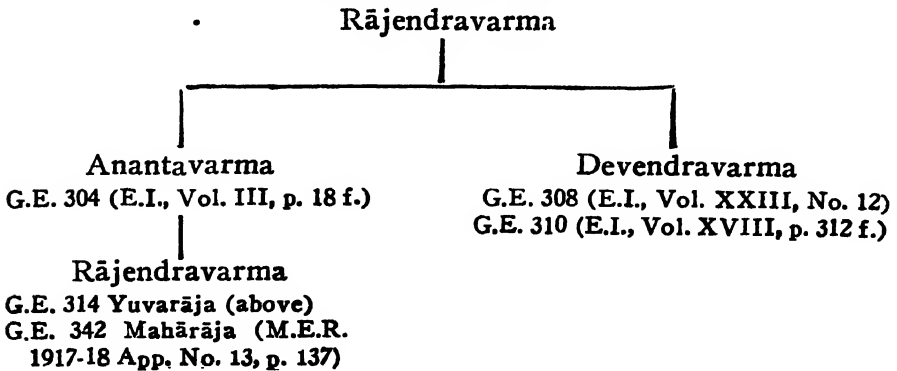 Rājendravarma
Anantavarma
G.E. 304 (E.I., Vol. III, p. 18 f.)
Devendravarma
G.E. 308 (E.I., Vol. XXIII, No. 12)
G.E. 310 (E.I., Vol. XVIII, p. 312 f.)
Rājendravarma
G.E. 314 Yuvarāja (above)
G.E. 342 Mahārāja (M.E.R.
1917-18 App. No. 13, p. 137)